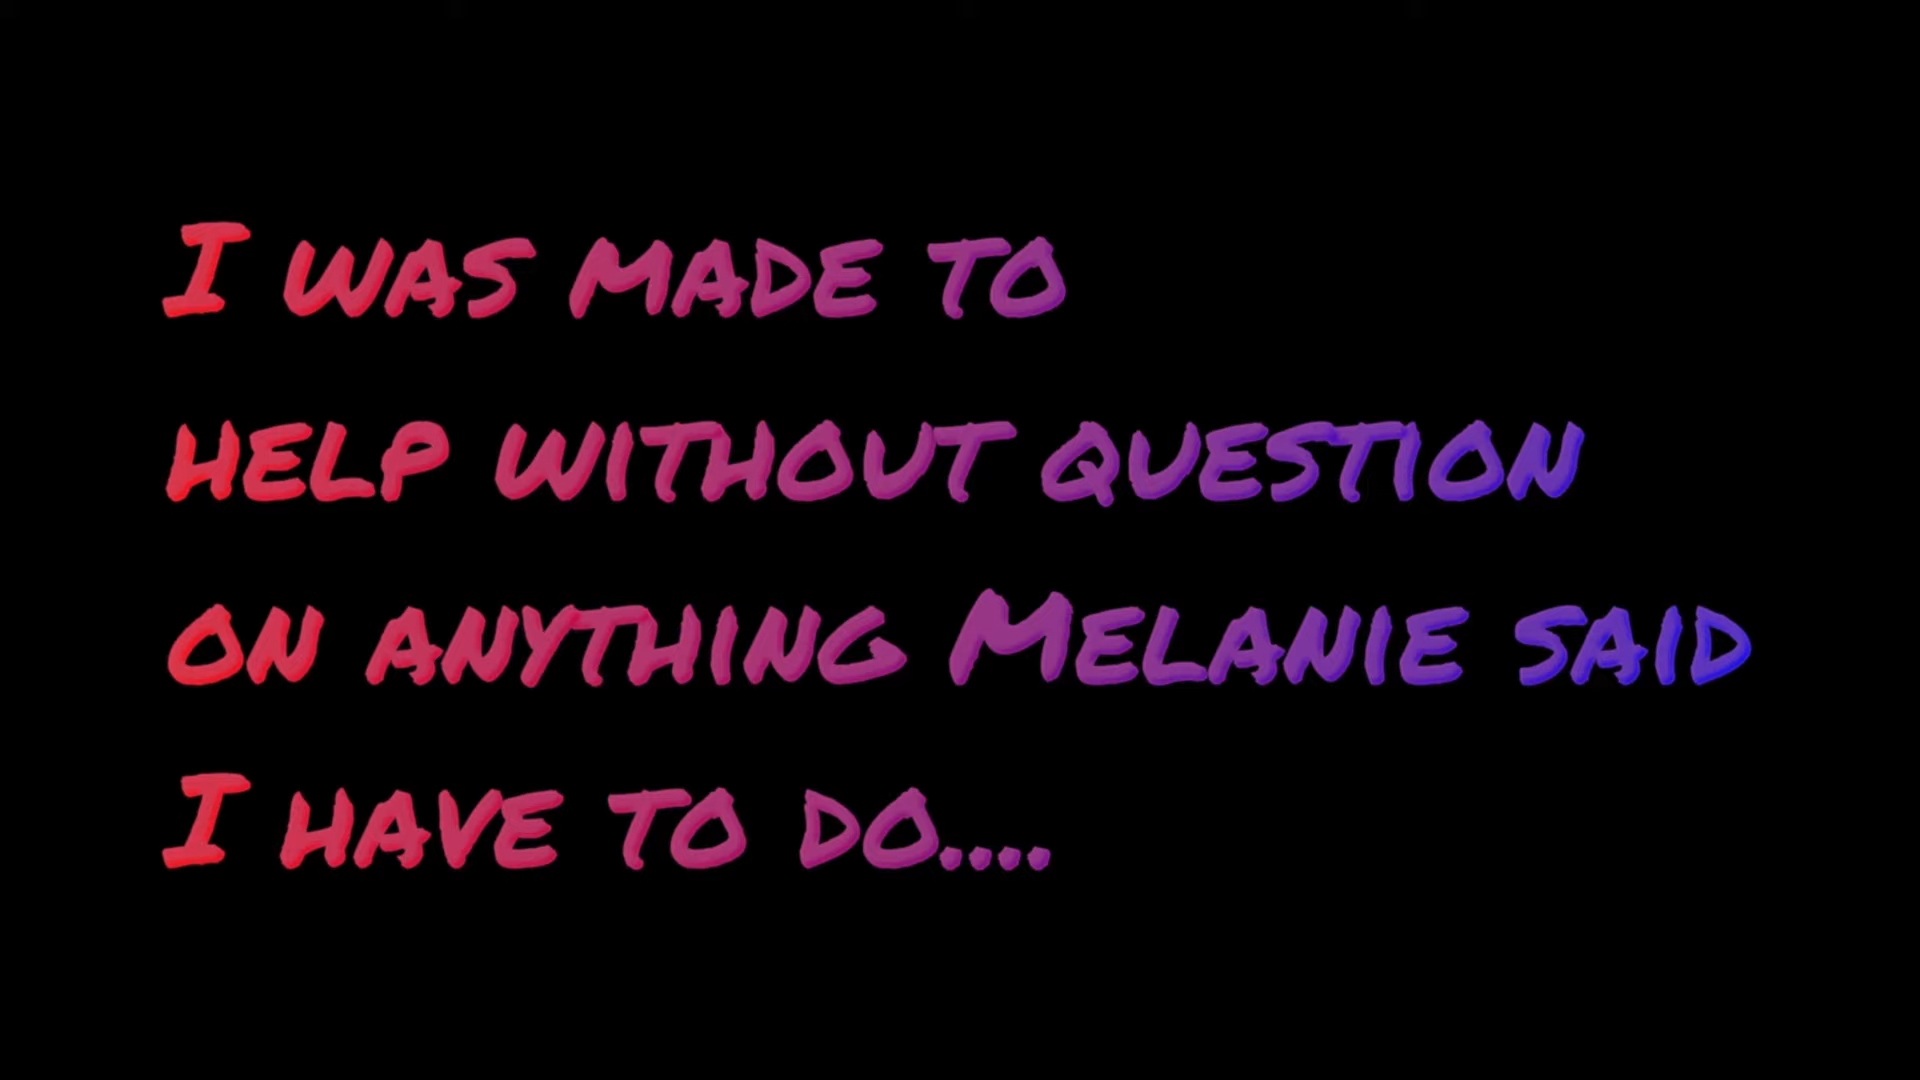 I was made to
help without question
on anything Melanie said
I have to do....